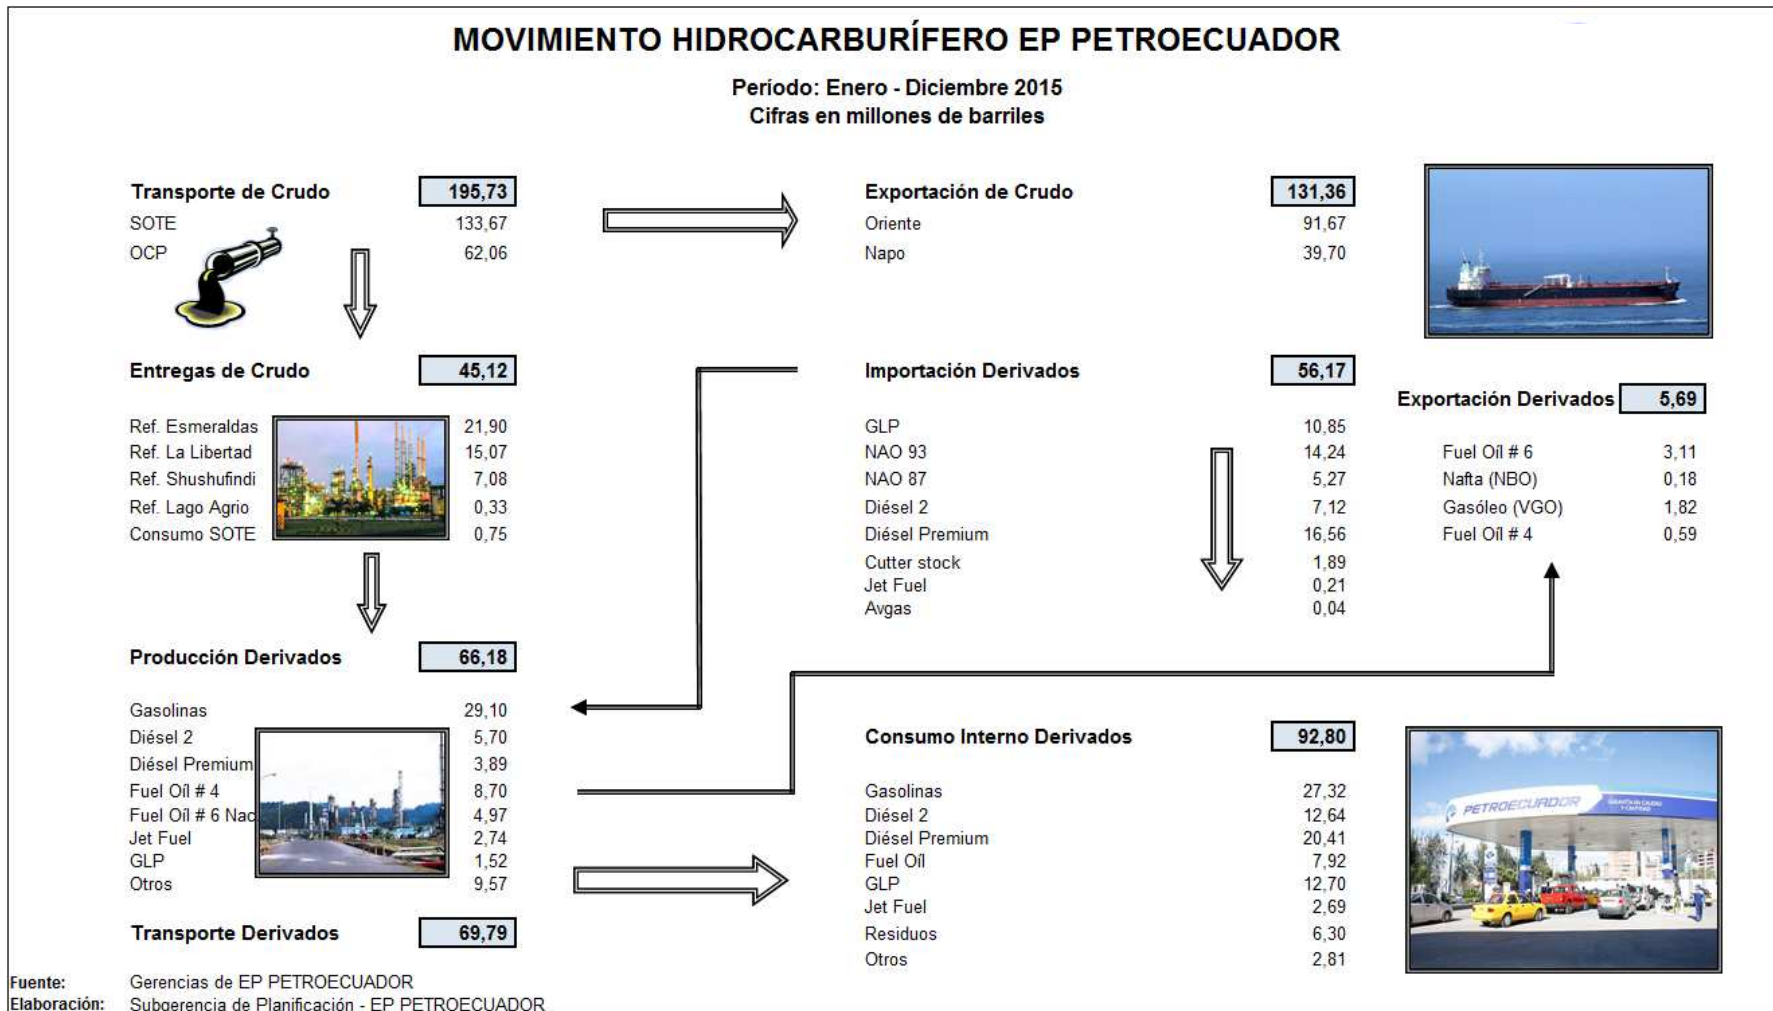 MOVIMIENTO HIDROCARBURÍFERO EP PETROECUADOR
Período: Enero - Diciembre 2015
Cifras en millones de barriles
Transporte de Crudo 195,73
SOTE 133,67
OCP 62,06
Exportación de Crudo 131,36
Oriente 91,67
Napo 39,70
Entregas de Crudo 45,12
Ref. Esmeraldas 21,90
Ref. La Libertad 15,07
Ref. Shushufindi 7,08
Ref. Lago Agrio 0,33
Consumo SOTE 0,75
Importación Derivados 56,17
GLP 10,85
NAO 93 14,24
NAO 87 5,27
Diésel 2 7,12
Diésel Premium 16,56
Cutter stock 1,89
Jet Fuel 0,21
Avgas 0,04
Exportación Derivados 5,69
Fuel Oíl # 6 3,11
Nafta (NBO) 0,18
Gasóleo (VGO) 1,82
Fuel Oíl # 4 0,59
Producción Derivados 66,18
Gasolinas 29,10
Diésel 2 5,70
Diésel Premium 3,89
Fuel Oíl # 4 8,70
Fuel Oíl # 6 Nac 4,97
Jet Fuel 2,74
GLP 1,52
Otros 9,57
Transporte Derivados 69,79
Consumo Interno Derivados 92,80
Gasolinas 27,32
Diésel 2 12,64
Diésel Premium 20,41
Fuel Oíl 7,92
GLP 12,70
Jet Fuel 2,69
Residuos 6,30
Otros 2,81
PETROECUADOR
Fuente: Gerencias de EP PETROECUADOR
Elaboración: Subgerencia de Planificación - EP PETROECUADOR